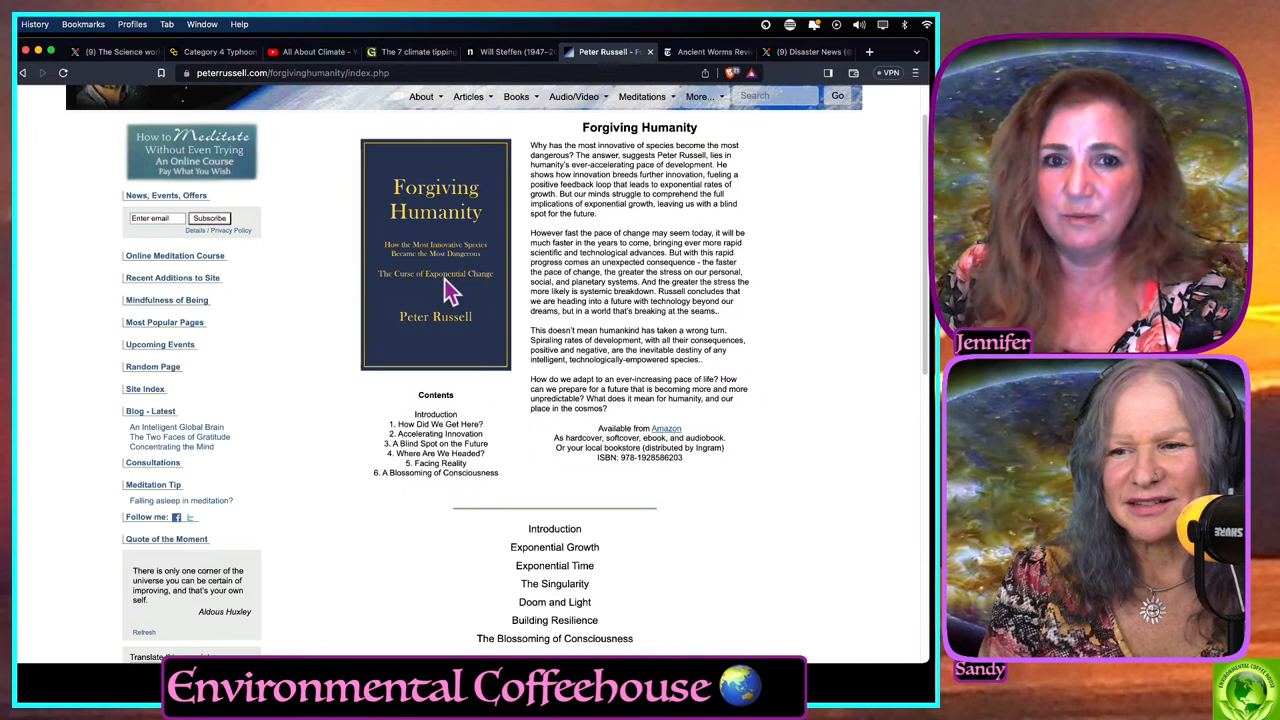 History Bookmarks Profiles Tab Window Help
(9) The Science wor
Category 4 Typhoon
All About Climate - Y
The 7 climate tipping
Will Steffen (1947–20
Peter Russell - Fo
Ancient Worms Revi
(9) Disaster News (@
peterrussell.com/forgivinghumanity/index.php
VPN
About Articles Books Audio/Video Meditations More... Search Go
How to Meditate
Without Even Trying
An Online Course
Pay What You Wish
News, Events, Offers
Enter email Subscribe
Details / Privacy Policy
Online Meditation Course
Recent Additions to Site
Mindfulness of Being
Most Popular Pages
Upcoming Events
Random Page
Site Index
Blog - Latest
An Intelligent Global Brain
The Two Faces of Gratitude
Concentrating the Mind
Consultations
Meditation Tip
Falling asleep in meditation?
Follow me:
Quote of the Moment
There is only one corner of the
universe you can be certain of
improving, and that's your own
self.
Aldous Huxley
Refresh
Forgiving
Humanity
How the Most Innovative Species
Became the Most Dangerous
The Curse of Exponential Change
Peter Russell
Contents
Introduction
1. How Did We Get Here?
2. Accelerating Innovation
3. A Blind Spot on the Future
4. Where Are We Headed?
5. Facing Reality
6. A Blossoming of Consciousness
Forgiving Humanity
Why has the most innovative of species become the most
dangerous? The answer, suggests Peter Russell, lies in
humanity's ever-accelerating pace of development. He
shows how innovation breeds further innovation, fueling a
positive feedback loop that leads to exponential rates of
growth. But our minds struggle to comprehend the full
implications of exponential growth, leaving us with a blind
spot for the future.
However fast the pace of change may seem today, it will be
much faster in the years to come, bringing ever more rapid
scientific and technological advances. But with this rapid
progress comes an unexpected consequence - the faster
the pace of change, the greater the stress on our personal,
social, and planetary systems. And the greater the stress the
more likely is systemic breakdown. Russell concludes that
we are heading into a future with technology beyond our
dreams, but in a world that's breaking at the seams..
This doesn't mean humankind has taken a wrong turn.
Spiraling rates of development, with all their consequences,
positive and negative, are the inevitable destiny of any
intelligent, technologically-empowered species..
How do we adapt to an ever-increasing pace of life? How
can we prepare for a future that is becoming more and more
unpredictable? What does it mean for humanity, and our
place in the cosmos?
Available from Amazon
As hardcover, softcover, ebook, and audiobook.
Or your local bookstore (distributed by Ingram)
ISBN: 978-1928586203
Introduction
Exponential Growth
Exponential Time
The Singularity
Doom and Light
Building Resilience
The Blossoming of Consciousness
Jennifer
SHURE
Sandy
Environmental Coffeehouse
ENVIRONMENTAL COFFEEHOUSE